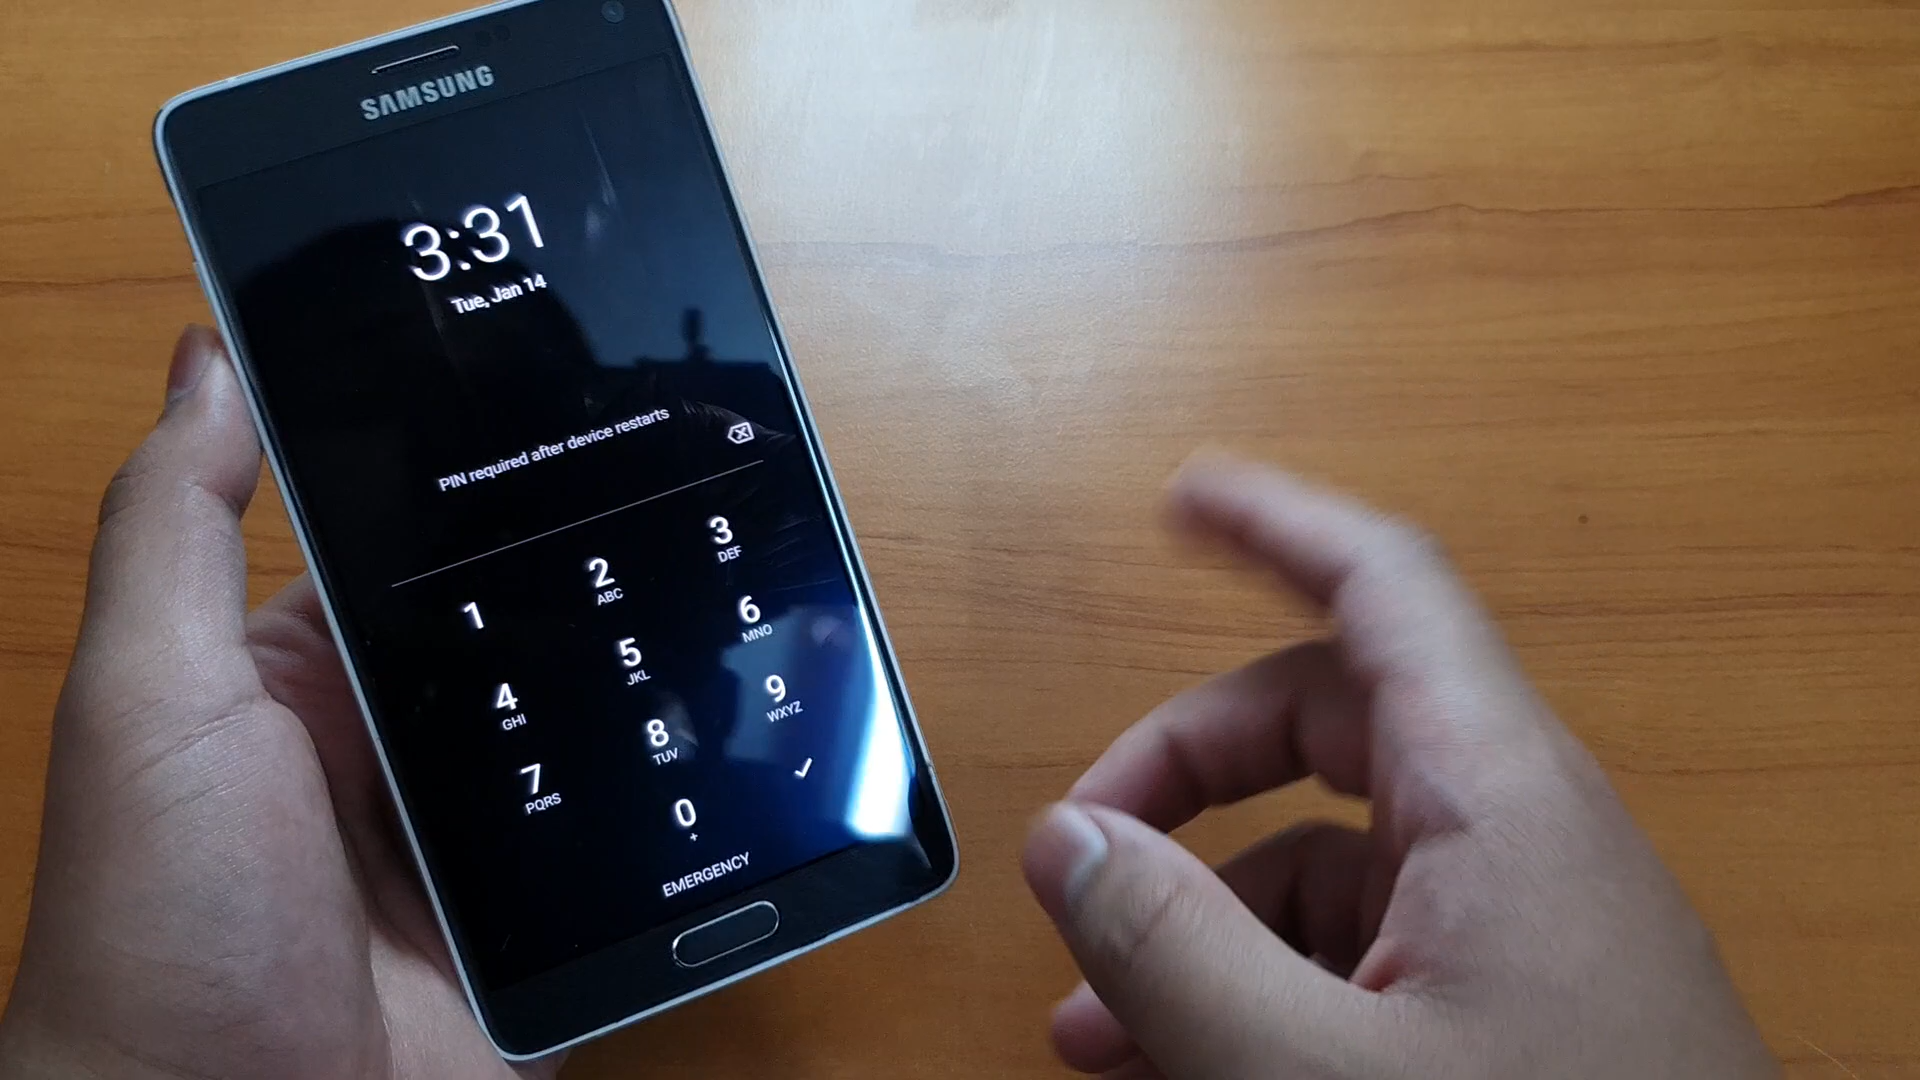 SAMSUNG
3:31
Tue, Jan 14
PIN required after device restarts
1
2
ABC
3
DEF
4
GHI
5
JKL
6
MNO
7
PQRS
8
TUV
9
WXYZ
0
+
EMERGENCY